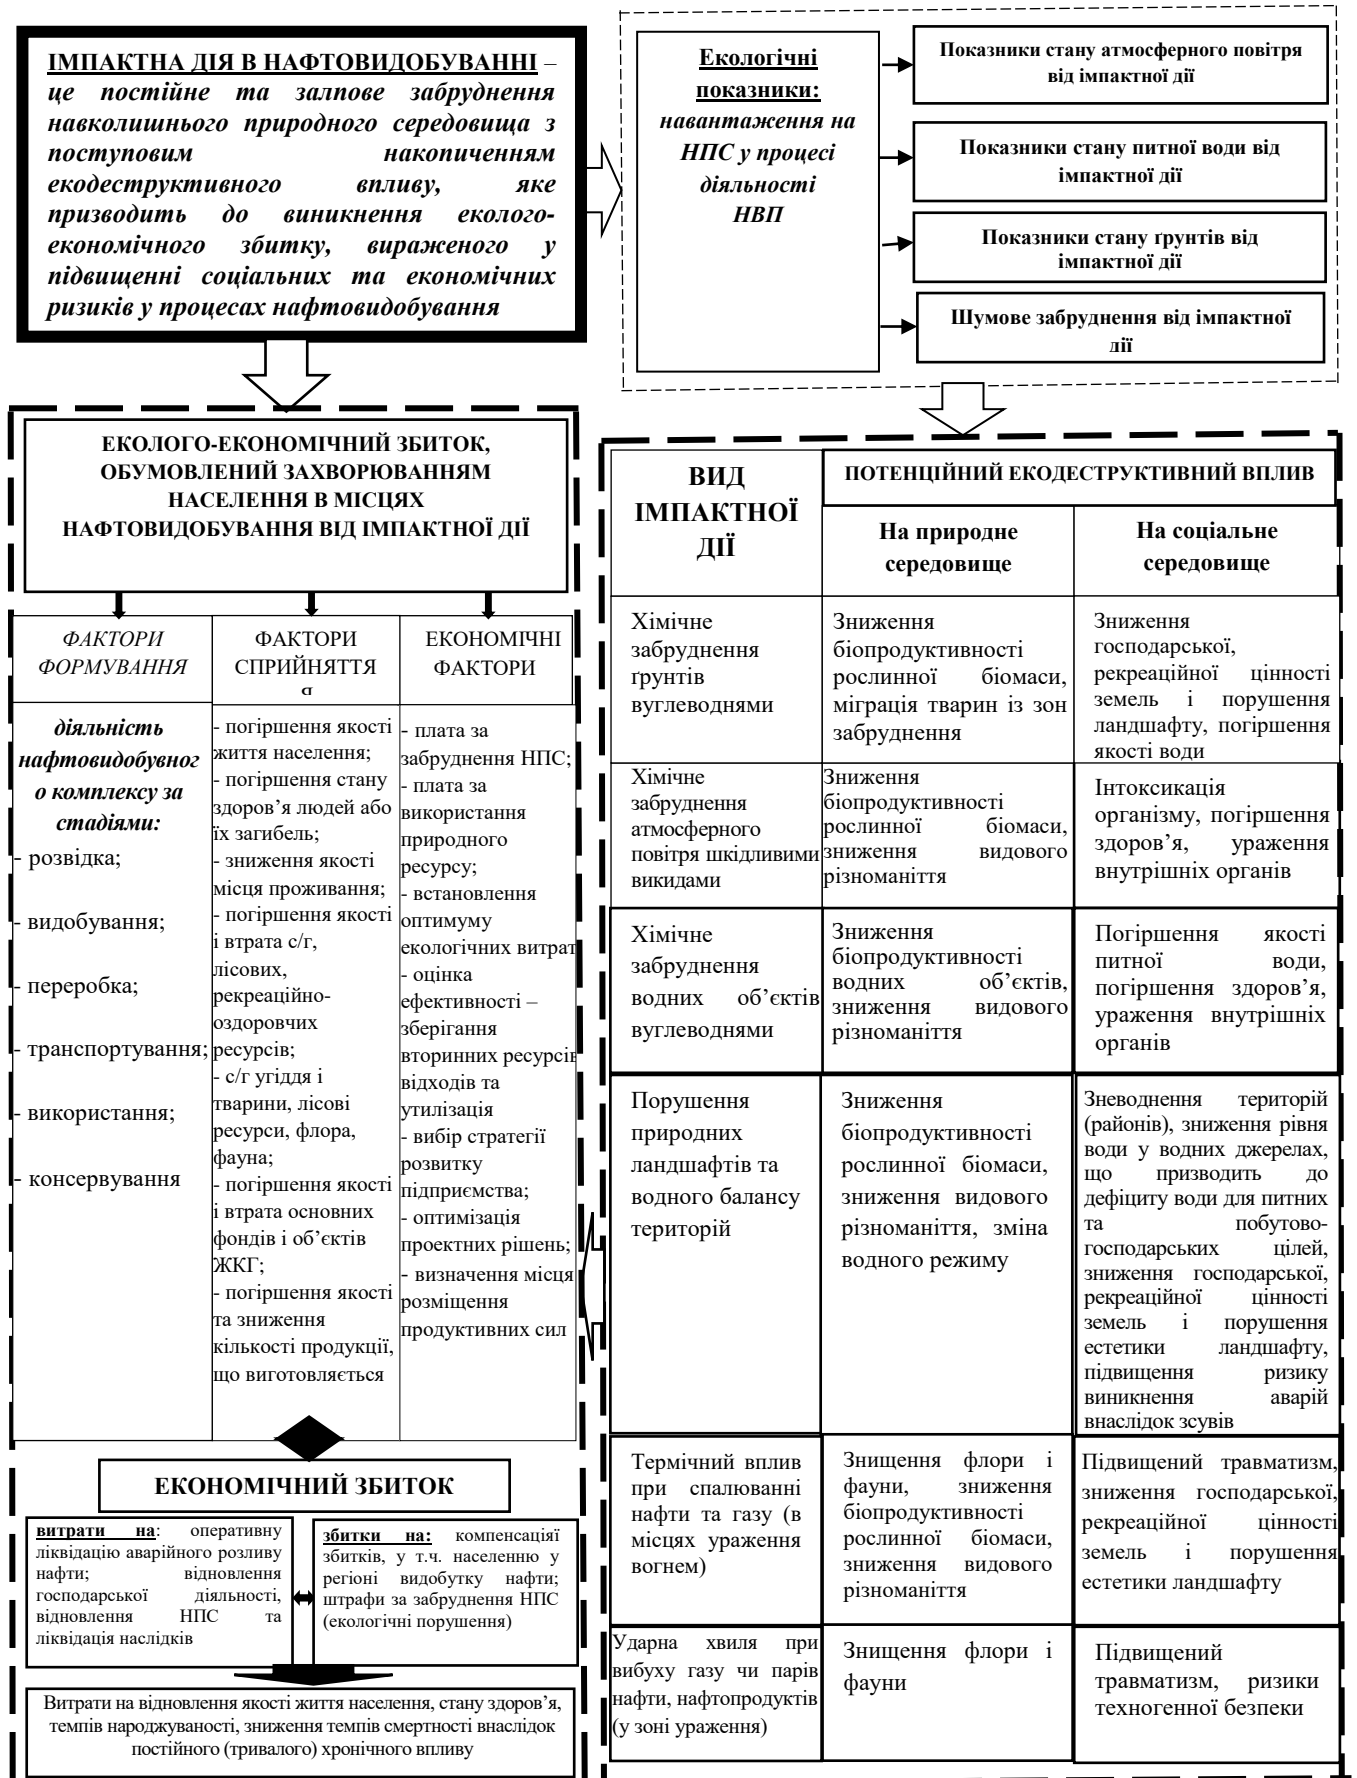 ІМПАКТНА ДІЯ В НАФТОВИДОБУВАННІ –
це постійне та залпове забруднення
навколишнього природного середовища з
поступовим накопиченням
екодеструктивного впливу, яке
призводить до виникнення еколого-
економічного збитку, вираженого у
підвищенні соціальних та економічних
ризиків у процесах нафтовидобування
Екологічні
показники:
навантаження на
НПС у процесі
діяльності
НВП
Показники стану атмосферного повітря
від імпактної дії
Показники стану питної води від
імпактної дії
Показники стану ґрунтів від
імпактної дії
Шумове забруднення від імпактної
дії
ЕКОЛОГО-ЕКОНОМІЧНИЙ ЗБИТОК,
ОБУМОВЛЕНИЙ ЗАХВОРЮВАННЯМ
НАСЕЛЕННЯ В МІСЦЯХ
НАФТОВИДОБУВАННЯ ВІД ІМПАКТНОЇ ДІЇ
ФАКТОРИ
ФОРМУВАННЯ
діяльність
нафтовидобувног
о комплексу за
стадіями:
- розвідка;
- видобування;
- переробка;
- транспортування;
- використання;
- консервування
ФАКТОРИ
СПРИЙНЯТТЯ
Я
- погіршення якості
життя населення;
- погіршення стану
здоров’я людей або
їх загибель;
- зниження якості
місця проживання;
- погіршення якості
і втрата с/г,
лісових,
рекреаційно-
оздоровчих
ресурсів;
- с/г угіддя і
тварини, лісові
ресурси, флора,
фауна;
- погіршення якості
і втрата основних
фондів і об’єктів
ЖКГ;
- погіршення якості
та зниження
кількості продукції,
що виготовляється
ЕКОНОМІЧНІ
ФАКТОРИ
- плата за
забруднення НПС;
- плата за
використання
природного
ресурсу;
- встановлення
оптимуму
екологічних витрат
- оцінка
ефективності –
зберігання
вторинних ресурсів
відходів та
утилізація
- вибір стратегії
розвитку
підприємства;
- оптимізація
проектних рішень;
- визначення місця
розміщення
продуктивних сил
ЕКОНОМІЧНИЙ ЗБИТОК
витрати на: оперативну
ліквідацію аварійного розливу
нафти; відновлення
господарської діяльності,
відновлення НПС та
ліквідація наслідків
збитки на: компенсаціяї
збитків, у т.ч. населенню у
регіоні видобутку нафти;
штрафи за забруднення НПС
(екологічні порушення)
Витрати на відновлення якості життя населення, стану здоров’я,
темпів народжуваності, зниження темпів смертності внаслідок
постійного (тривалого) хронічного впливу
ВИД
ІМПАКТНОЇ
ДІЇ
ПОТЕНЦІЙНИЙ ЕКОДЕСТРУКТИВНИЙ ВПЛИВ
На природне
середовище
На соціальне
середовище
Хімічне
забруднення
ґрунтів
вуглеводнями
Зниження
біопродуктивності
рослинної біомаси,
міграція тварин із зон
забруднення
Зниження
господарської,
рекреаційної цінності
земель і порушення
ландшафту, погіршення
якості води
Хімічне
забруднення
атмосферного
повітря шкідливими
викидами
Зниження
біопродуктивності
рослинної біомаси,
зниження видового
різноманіття
Інтоксикація
організму, погіршення
здоров’я, ураження
внутрішніх органів
Хімічне
забруднення
водних об’єктів
вуглеводнями
Зниження
біопродуктивності
водних об’єктів,
зниження видового
різноманіття
Погіршення якості
питної води,
погіршення здоров’я,
ураження внутрішніх
органів
Порушення
природних
ландшафтів та
водного балансу
територій
Зниження
біопродуктивності
рослинної біомаси,
зниження видового
різноманіття, зміна
водного режиму
Зневоднення територій
(районів), зниження рівня
води у водних джерелах,
що призводить до
дефіциту води для питних
та побутово-
господарських цілей,
зниження господарської,
рекреаційної цінності
земель і порушення
естетики ландшафту,
підвищення ризику
виникнення аварій
внаслідок зсувів
Термічний вплив
при спалюванні
нафти та газу (в
місцях ураження
вогнем)
Знищення флори і
фауни, зниження
біопродуктивності
рослинної біомаси,
зниження видового
різноманіття
Підвищений травматизм,
зниження господарської,
рекреаційної цінності
земель і порушення
естетики ландшафту
Ударна хвиля при
вибуху газу чи парів
нафти, нафтопродуктів
(у зоні ураження)
Знищення флори і
фауни
Підвищений
травматизм, ризики
техногенної безпеки